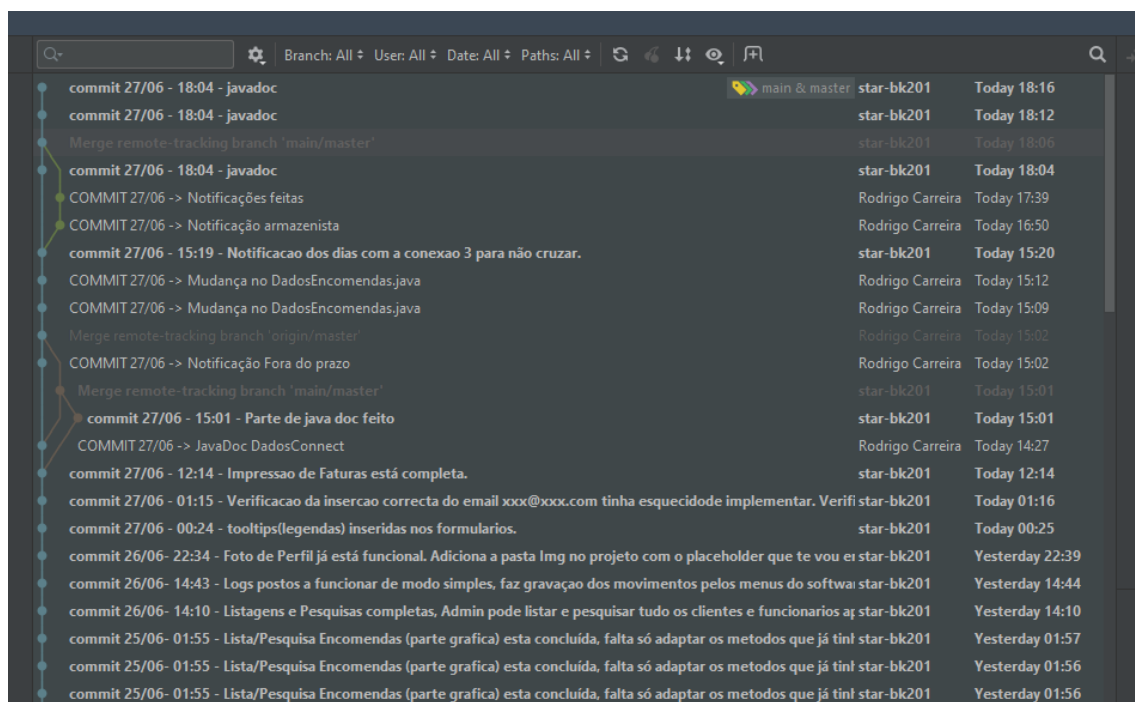 Branch: All User: All Date: All Paths: All
commit 27/06 - 18:04 - javadoc main & master star-bk201 Today 18:16
commit 27/06 - 18:04 - javadoc star-bk201 Today 18:12
Merge remote-tracking branch 'main/master' star-bk201 Today 18:06
commit 27/06 - 18:04 - javadoc star-bk201 Today 18:04
COMMIT 27/06 -> Notificações feitas Rodrigo Carreira Today 17:39
COMMIT 27/06 -> Notificação armazenista Rodrigo Carreira Today 16:50
commit 27/06 - 15:19 - Notificacao dos dias com a conexao 3 para não cruzar. star-bk201 Today 15:20
COMMIT 27/06 -> Mudança no DadosEncomendas.java Rodrigo Carreira Today 15:12
COMMIT 27/06 -> Mudança no DadosEncomendas.java Rodrigo Carreira Today 15:09
Merge remote-tracking branch 'origin/master' Rodrigo Carreira Today 15:02
COMMIT 27/06 -> Notificação Fora do prazo Rodrigo Carreira Today 15:02
Merge remote-tracking branch 'main/master' star-bk201 Today 15:01
commit 27/06 - 15:01 - Parte de java doc feito star-bk201 Today 15:01
COMMIT 27/06 -> JavaDoc DadosConnect Rodrigo Carreira Today 14:27
commit 27/06 - 12:14 - Impressao de Faturas está completa. star-bk201 Today 12:14
commit 27/06 - 01:15 - Verificacao da insercao correcta do email xxx@xxx.com tinha esquecidode implementar. Verifi star-bk201 Today 01:16
commit 27/06 - 00:24 - tooltips(legendas) inseridas nos formularios. star-bk201 Today 00:25
commit 26/06- 22:34 - Foto de Perfil já está funcional. Adiciona a pasta Img no projeto com o placeholder que te vou star-bk201 Yesterday 22:39
commit 26/06- 14:43 - Logs postos a funcionar de modo simples, faz gravaçao dos movimentos pelos menus do softwa star-bk201 Yesterday 14:44
commit 26/06- 14:10 - Listagens e Pesquisas completas, Admin pode listar e pesquisar tudo os clientes e funcionarios star-bk201 Yesterday 14:10
commit 25/06- 01:55 - Lista/Pesquisa Encomendas (parte grafica) esta concluída, falta só adaptar os metodos que já star-bk201 Yesterday 01:57
commit 25/06- 01:55 - Lista/Pesquisa Encomendas (parte grafica) esta concluída, falta só adaptar os metodos que já star-bk201 Yesterday 01:56
commit 25/06- 01:55 - Lista/Pesquisa Encomendas (parte grafica) esta concluída, falta só adaptar os metodos que já star-bk201 Yesterday 01:56